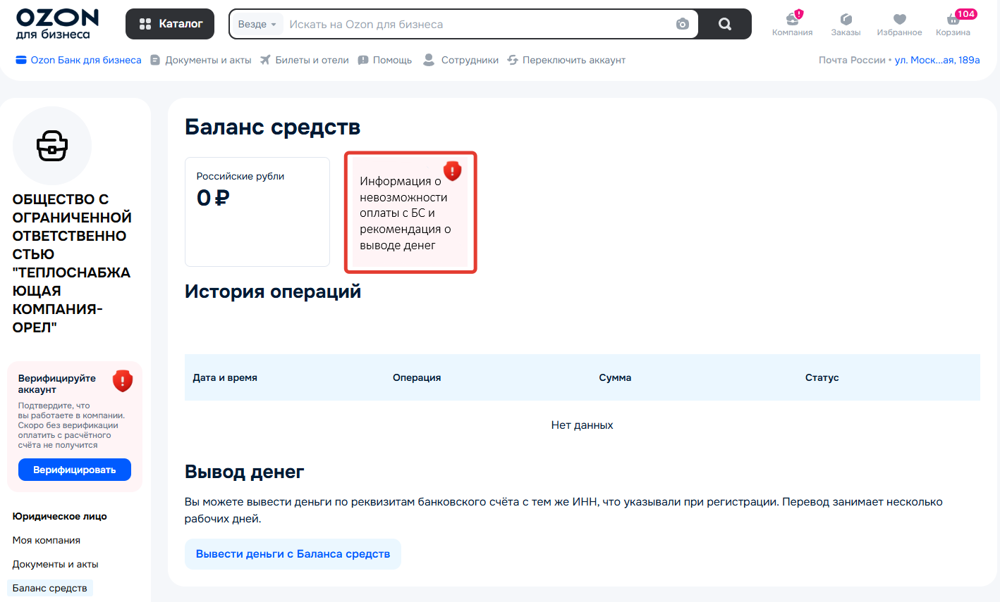 OZON
для бизнеса
Каталог
Везде
Искать на Ozon для бизнеса
Компания
Заказы
Избранное
104
Корзина
Ozon Банк для бизнеса
Документы и акты
Билеты и отели
Помощь
Сотрудники
Переключить аккаунт
Почта России • ул. Моск...ая, 189а
ОБЩЕСТВО С
ОГРАНИЧЕННОЙ
ОТВЕТСТВЕННО
СТЬЮ
"ТЕПЛОСНАБЖА
ЮЩАЯ
КОМПАНИЯ-
ОРЕЛ"
Верифицируйте
аккаунт
Подтвердите, что
вы работаете в компании.
Скоро без верификации
оплатить с расчётного
счёта не получится
Верифицировать
Юридическое лицо
Моя компания
Документы и акты
Баланс средств
Баланс средств
Российские рубли
0 ₽
Информация о
невозможности
оплаты с БС и
рекомендация о
выводе денег
История операций
Дата и время
Операция
Сумма
Статус
Нет данных
Вывод денег
Вы можете вывести деньги по реквизитам банковского счёта с тем же ИНН, что указывали при регистрации. Перевод занимает несколько
рабочих дней.
Вывести деньги с Баланса средств